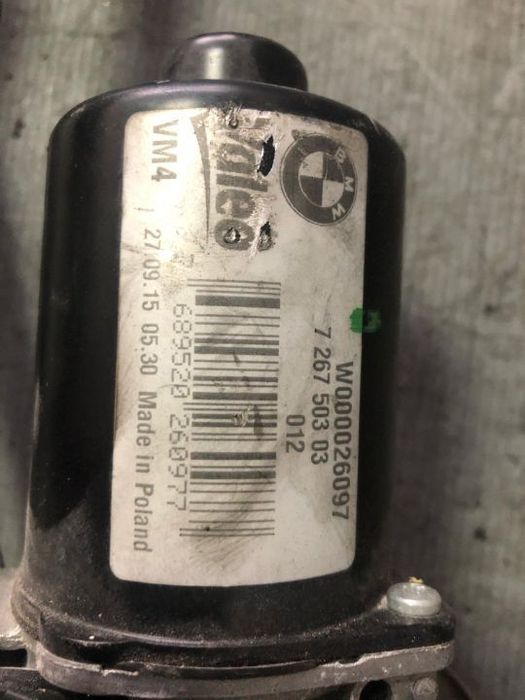 BMW
W000026097
7 267 503 03
012
Valeo
689520 260977
VM4 27.09.15 05.30 Made in Poland